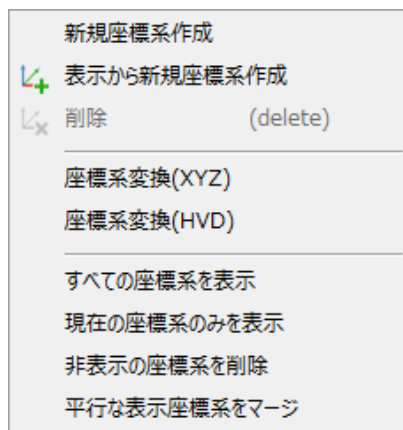 新規座標系作成
表示から新規座標系作成
削除 (delete)
座標系変換(XYZ)
座標系変換(HVD)
すべての座標系を表示
現在の座標系のみを表示
非表示の座標系を削除
平行な表示座標系をマージ